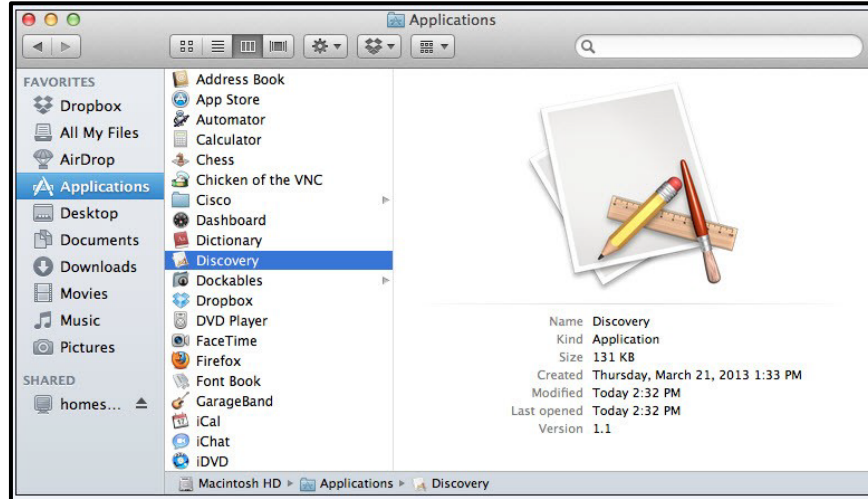 Applications
FAVORITES
Dropbox
All My Files
AirDrop
Applications
Desktop
Documents
Downloads
Movies
Music
Pictures
SHARED
homes...
Address Book
App Store
Automator
Calculator
Chess
Chicken of the VNC
Cisco
Dashboard
Dictionary
Discovery
Dockables
Dropbox
DVD Player
FaceTime
Firefox
Font Book
GarageBand
iCal
iChat
iDVD
Name Discovery
Kind Application
Size 131 KB
Created Thursday, March 21, 2013 1:33 PM
Modified Today 2:32 PM
Last opened Today 2:32 PM
Version 1.1
Macintosh HD ▸ Applications ▸ Discovery